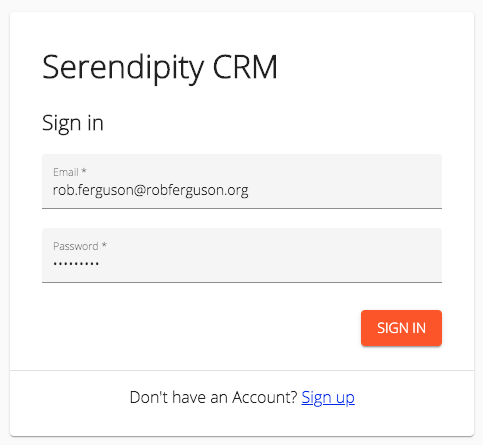 Serendipity CRM
Sign in
Email *
rob.ferguson@robferguson.org
Password *
•••••••••
SIGN IN
Don't have an Account? Sign up